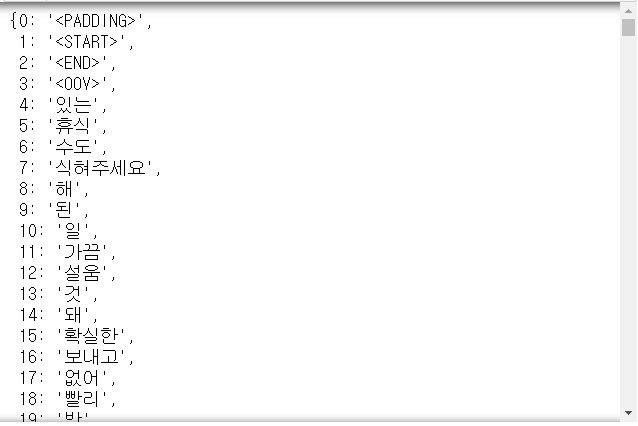 {0: '<PADDING>',
1: '<START>',
2: '<END>',
3: '<OOV>',
4: '있는',
5: '휴식',
6: '수도',
7: '식혀주세요',
8: '해',
9: '된',
10: '일',
11: '가끔',
12: '설움',
13: '것',
14: '돼',
15: '확실한',
16: '보내고',
17: '없어',
18: '빨리',
19: